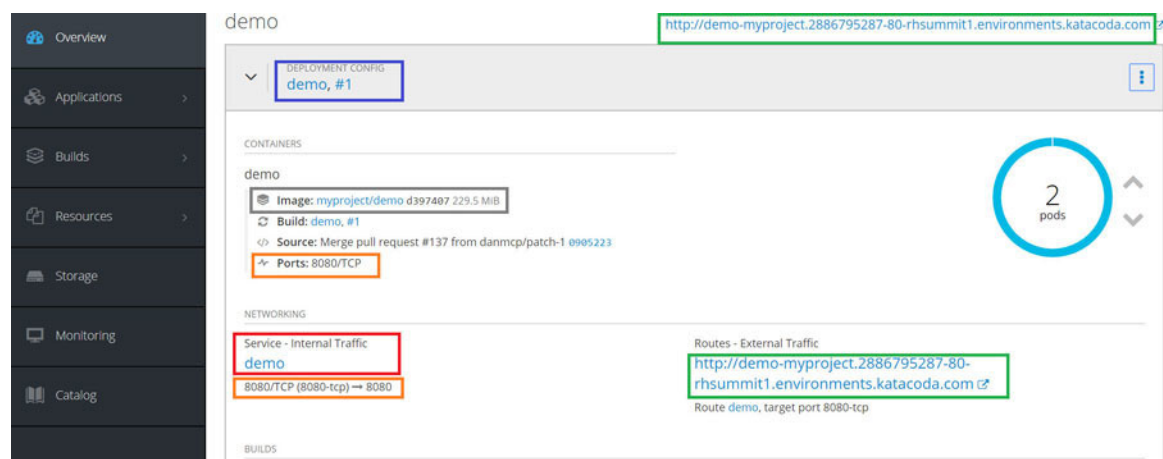 Overview
Applications
Builds
Resources
Storage
Monitoring
Catalog
demo
http://demo-myproject.2886795287-80-rhsummit1.environments.katacoda.com
DEPLOYMENT CONFIG
demo, #1
CONTAINERS
demo
Image: myproject/demo d397407 229.5 MiB
Build: demo, #1
Source: Merge pull request #137 from danmcp/patch-1 0905223
Ports: 8080/TCP
2
pods
NETWORKING
Service - Internal Traffic
demo
8080/TCP (8080-tcp) → 8080
Routes - External Traffic
http://demo-myproject.2886795287-80-
rhsummit1.environments.katacoda.com
Route demo, target port 8080-tcp
BUILDS